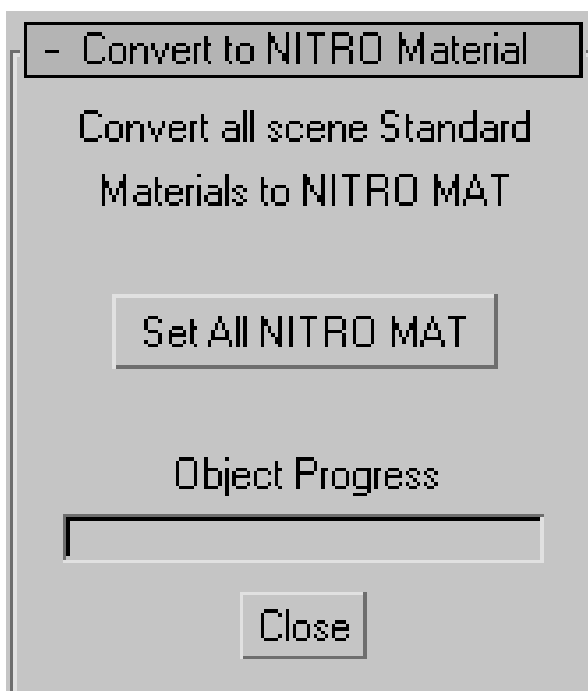 - Convert to NITRO Material
Convert all scene Standard
Materials to NITRO MAT
Set All NITRO MAT
Object Progress
Close